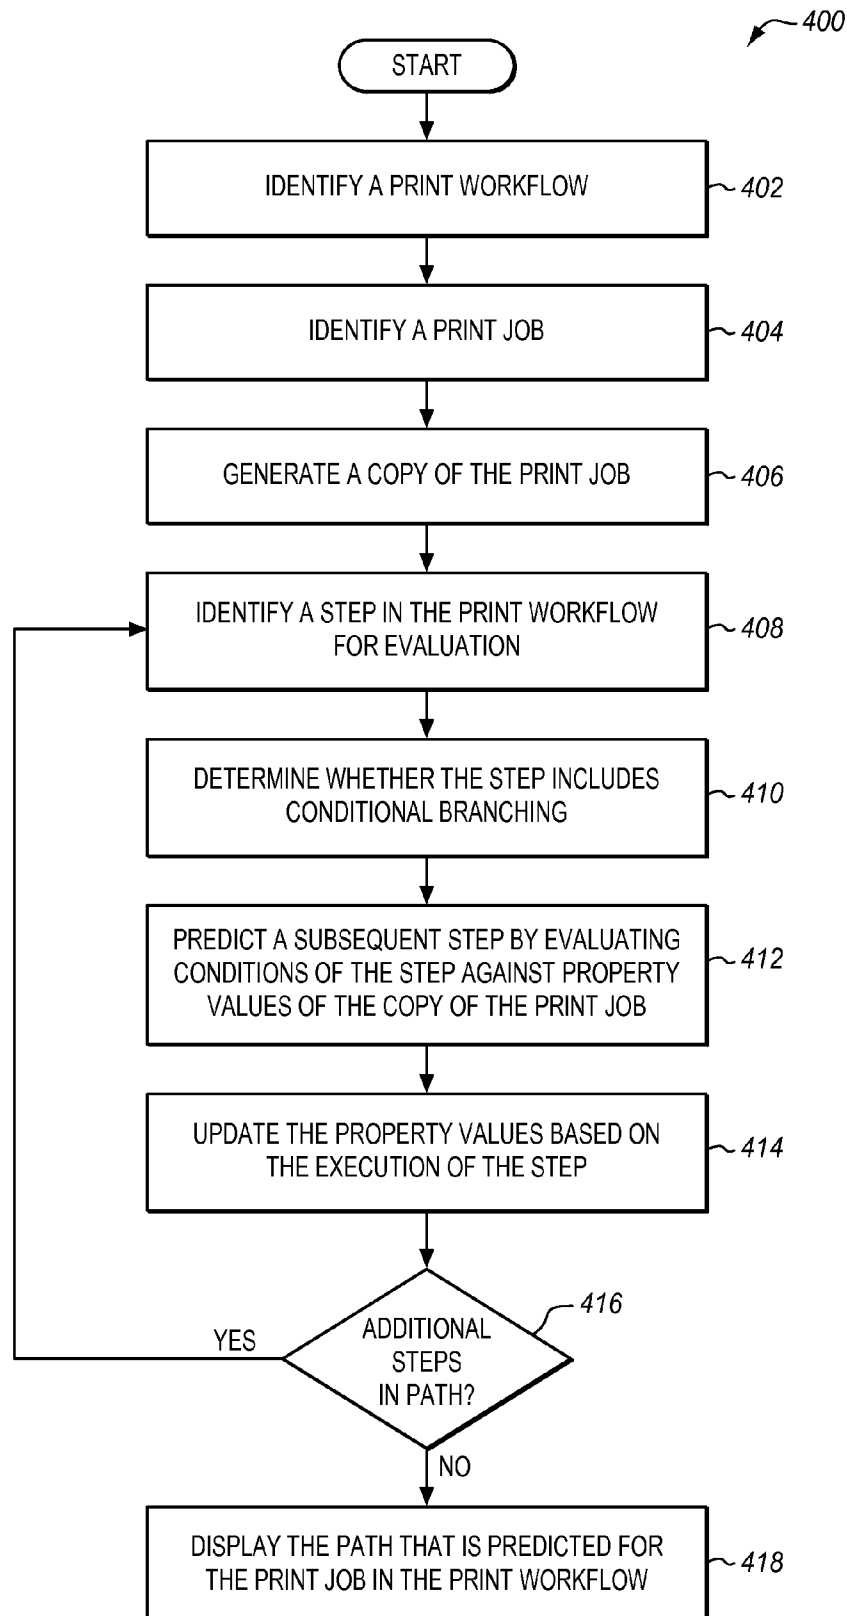 400
START
IDENTIFY A PRINT WORKFLOW
402
IDENTIFY A PRINT JOB
404
GENERATE A COPY OF THE PRINT JOB
406
IDENTIFY A STEP IN THE PRINT WORKFLOW
FOR EVALUATION
408
DETERMINE WHETHER THE STEP INCLUDES
CONDITIONAL BRANCHING
410
PREDICT A SUBSEQUENT STEP BY EVALUATING
CONDITIONS OF THE STEP AGAINST PROPERTY
VALUES OF THE COPY OF THE PRINT JOB
412
UPDATE THE PROPERTY VALUES BASED ON
THE EXECUTION OF THE STEP
414
416
ADDITIONAL
STEPS
IN PATH?
YES
NO
DISPLAY THE PATH THAT IS PREDICTED FOR
THE PRINT JOB IN THE PRINT WORKFLOW
418